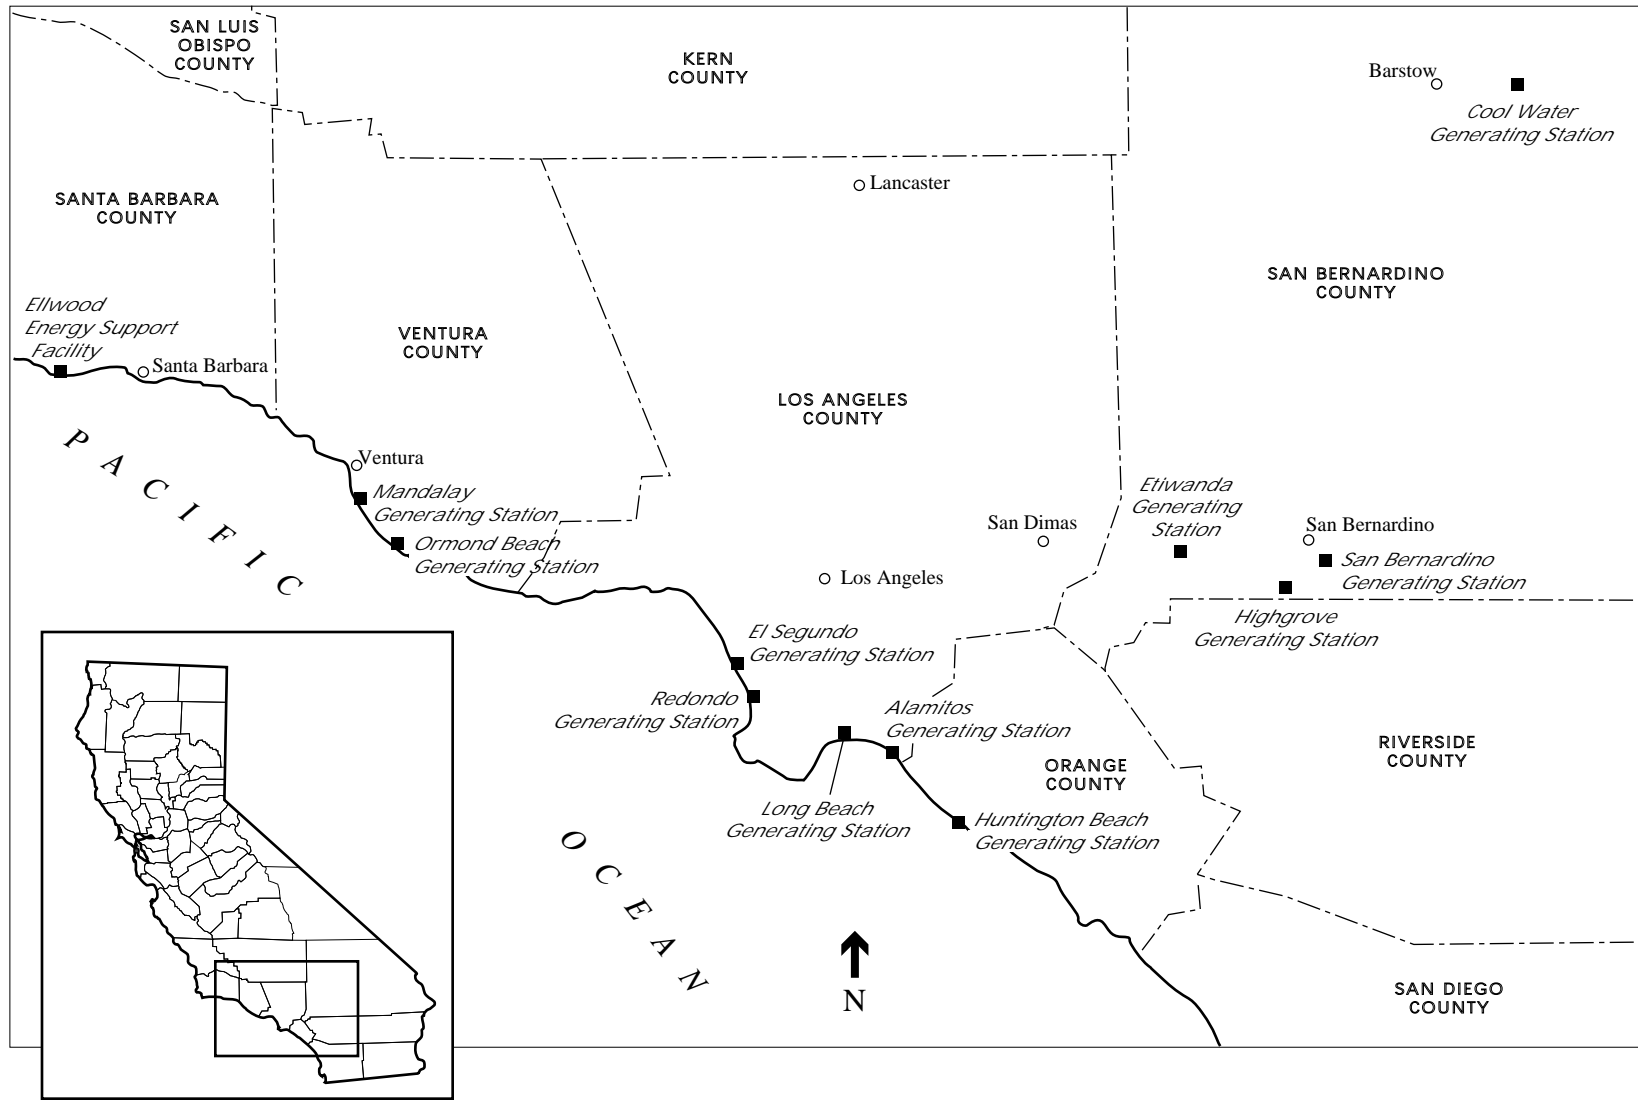 SAN LUIS
OBISPO
COUNTY
KERN
COUNTY
Barstow
Cool Water
Generating Station
Lancaster
SANTA BARBARA
COUNTY
SAN BERNARDINO
COUNTY
Ellwood
Energy Support
Facility
Santa Barbara
VENTURA
COUNTY
LOS ANGELES
COUNTY
PACIFIC
Ventura
Mandalay
Generating Station
Ormond Beach
Generating Station
Etiwanda
Generating
Station
San Dimas
San Bernardino
San Bernardino
Generating Station
Los Angeles
Highgrove
Generating Station
El Segundo
Generating Station
Redondo
Generating Station
Alamitos
Generating Station
RIVERSIDE
COUNTY
ORANGE
COUNTY
Long Beach
Generating Station
Huntington Beach
Generating Station
OCEAN
N
SAN DIEGO
COUNTY